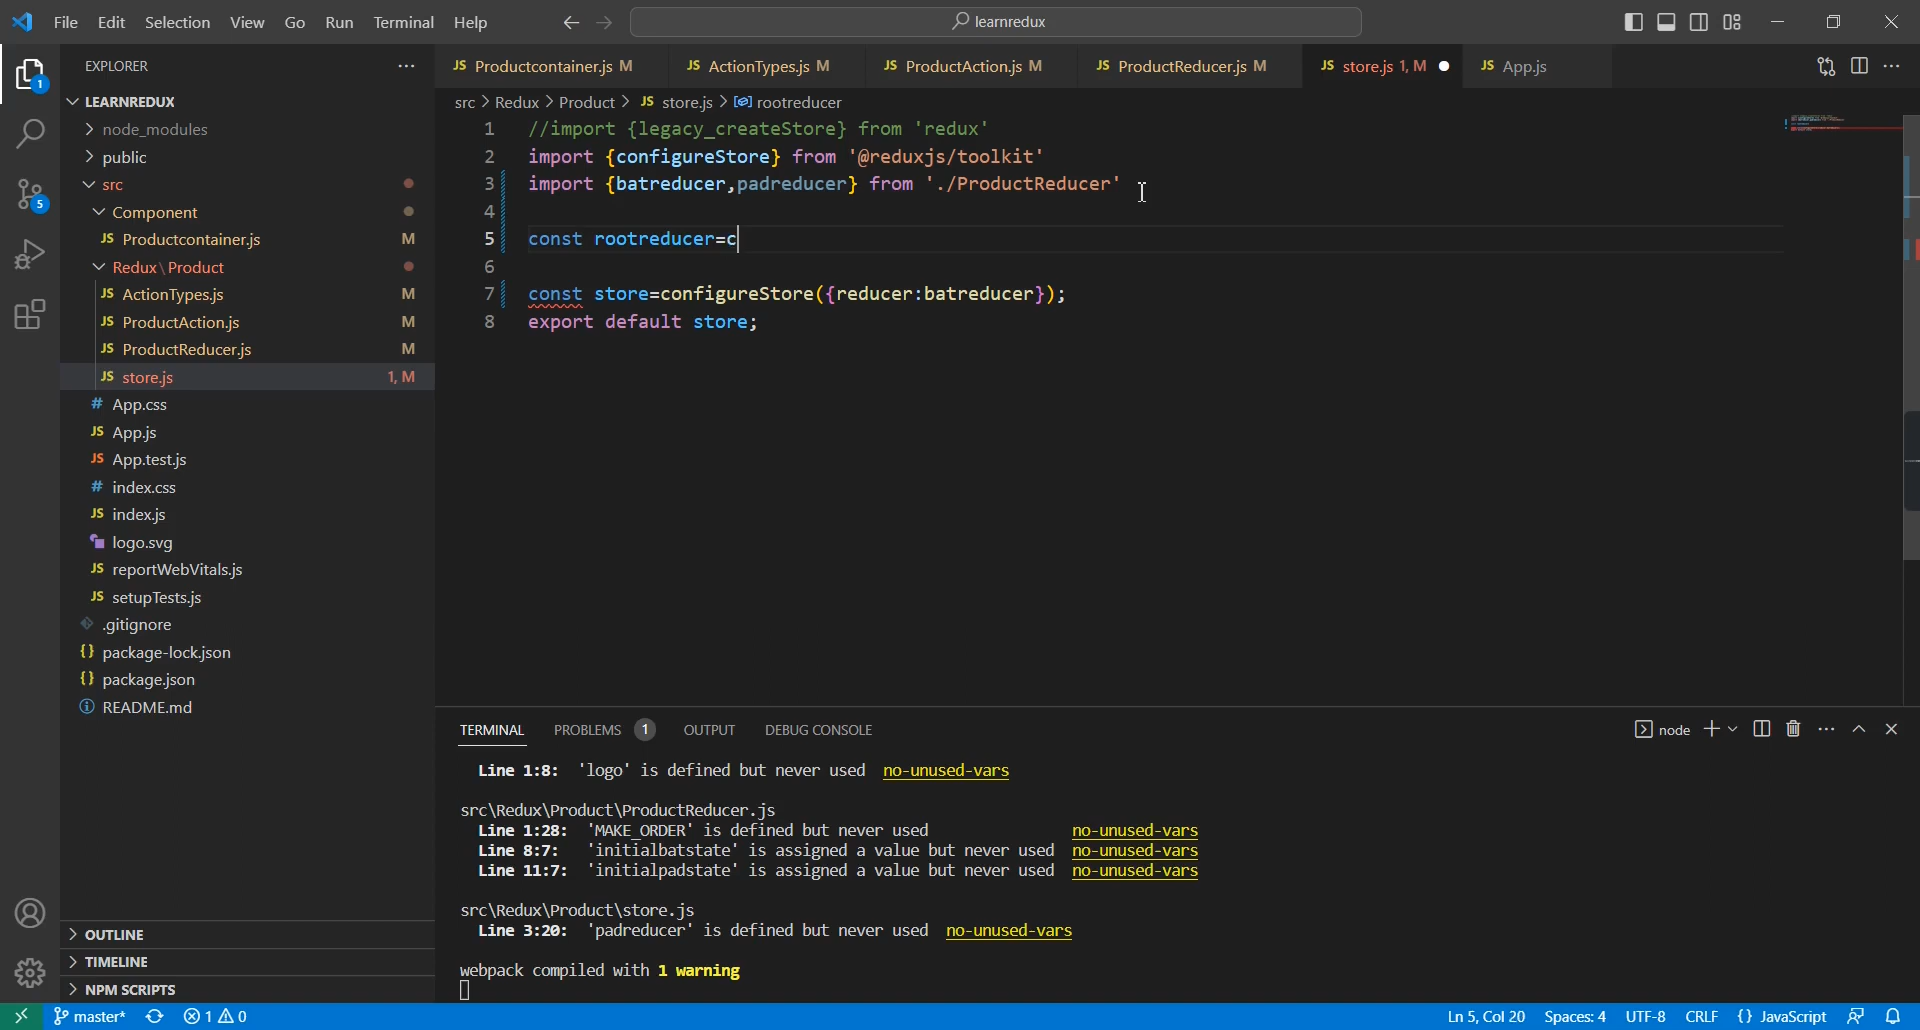 File Edit Selection View Go Run Terminal Help
learnredux
EXPLORER
Productcontainer.js M
ActionTypes.js M
ProductAction.js M
ProductReducer.js M
store.js 1, M
App.js
LEARNREDUX
node_modules
public
src
Component
Productcontainer.js M
Redux\Product
ActionTypes.js M
ProductAction.js M
ProductReducer.js M
store.js 1, M
App.css
App.js
App.test.js
index.css
index.js
logo.svg
reportWebVitals.js
setupTests.js
.gitignore
package-lock.json
package.json
README.md
OUTLINE
TIMELINE
NPM SCRIPTS
1
5
src > Redux > Product > JS store.js > rootreducer
1 //import {legacy_createStore} from 'redux'
2 import {configureStore} from '@reduxjs/toolkit'
3 import {batreducer,padreducer} from './ProductReducer'
4
5 const rootreducer=c
6
7 const store=configureStore({reducer:batreducer});
8 export default store;
TERMINAL PROBLEMS 1 OUTPUT DEBUG CONSOLE
node
Line 1:8: 'logo' is defined but never used no-unused-vars
src\Redux\Product\ProductReducer.js
Line 1:28: 'MAKE_ORDER' is defined but never used no-unused-vars
Line 8:7: 'initialbatstate' is assigned a value but never used no-unused-vars
Line 11:7: 'initialpadstate' is assigned a value but never used no-unused-vars
src\Redux\Product\store.js
Line 3:20: 'padreducer' is defined but never used no-unused-vars
webpack compiled with 1 warning
master* 1 0
Ln 5, Col 20 Spaces: 4 UTF-8 CRLF {} JavaScript